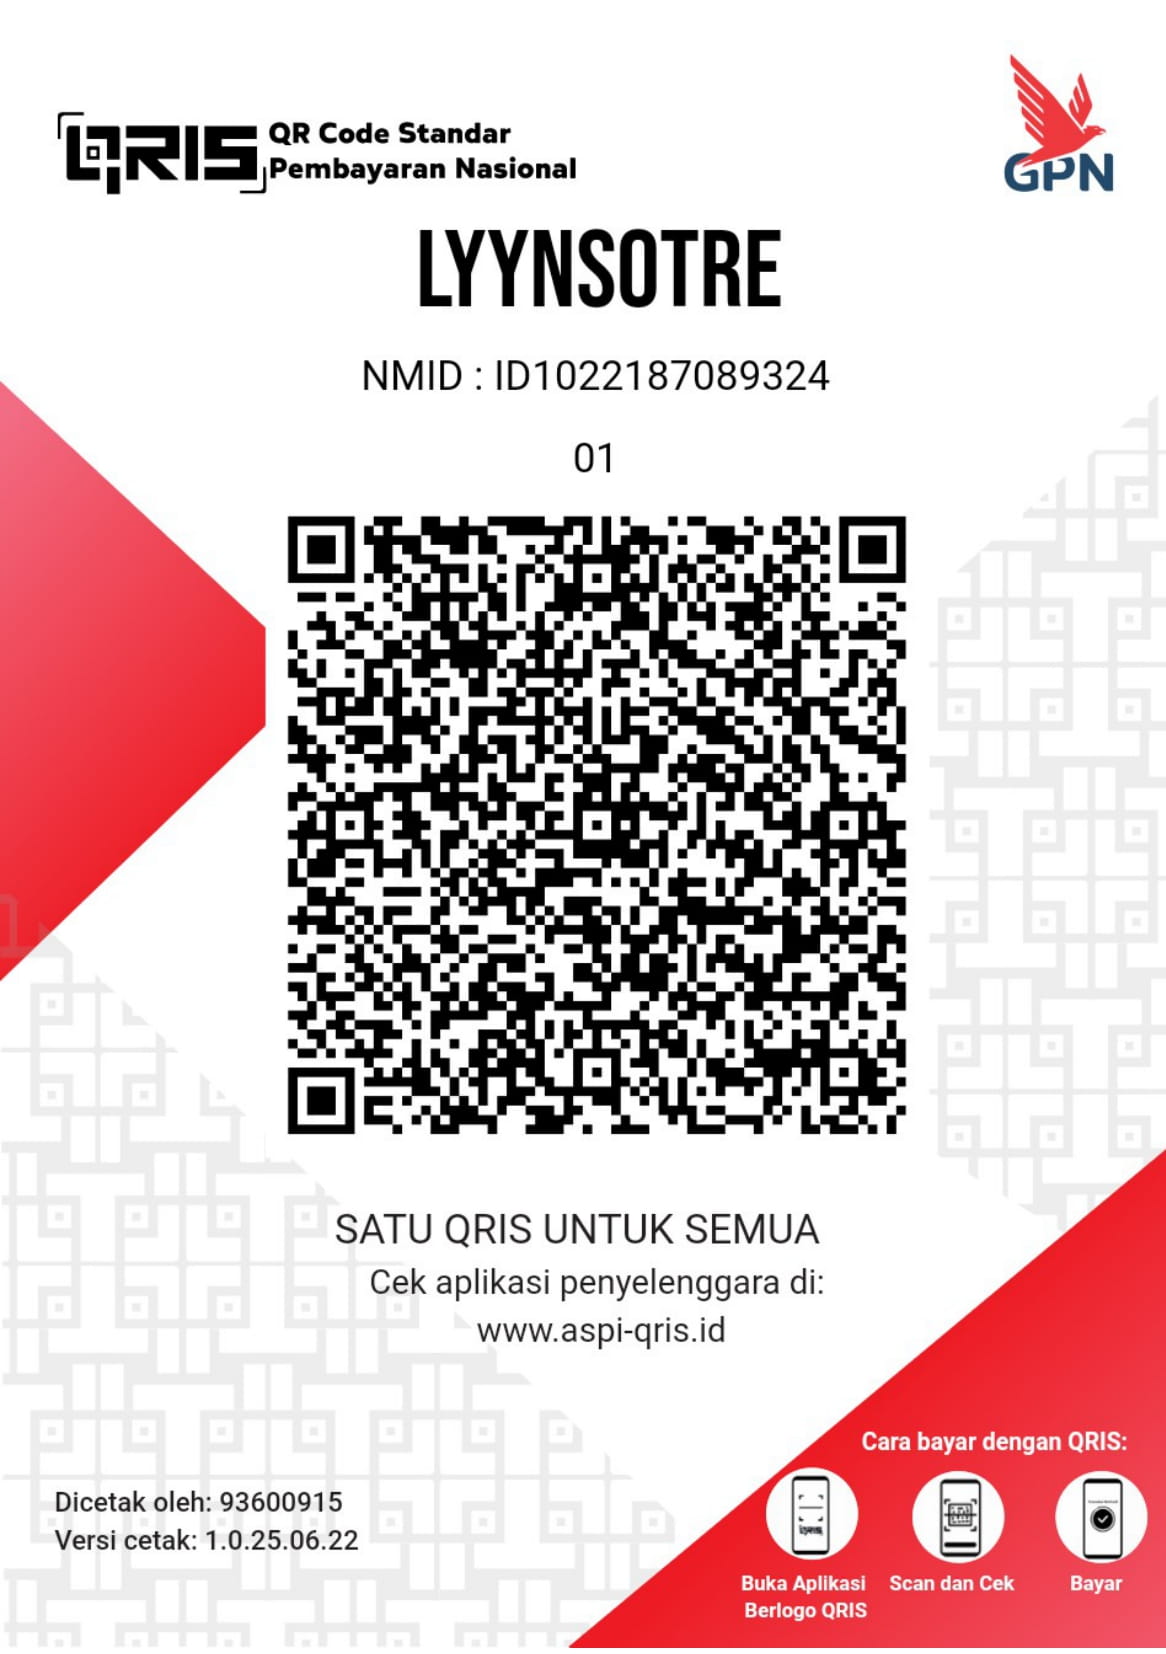 QRIS QR Code Standar
Pembayaran Nasional
GPN
LYYNSOTRE
NMID : ID1022187089324
01
SATU QRIS UNTUK SEMUA
Cek aplikasi penyelenggara di:
www.aspi-qris.id
Cara bayar dengan QRIS:
Dicetak oleh: 93600915
Versi cetak: 1.0.25.06.22
Buka Aplikasi
Berlogo QRIS
Scan dan Cek
Bayar